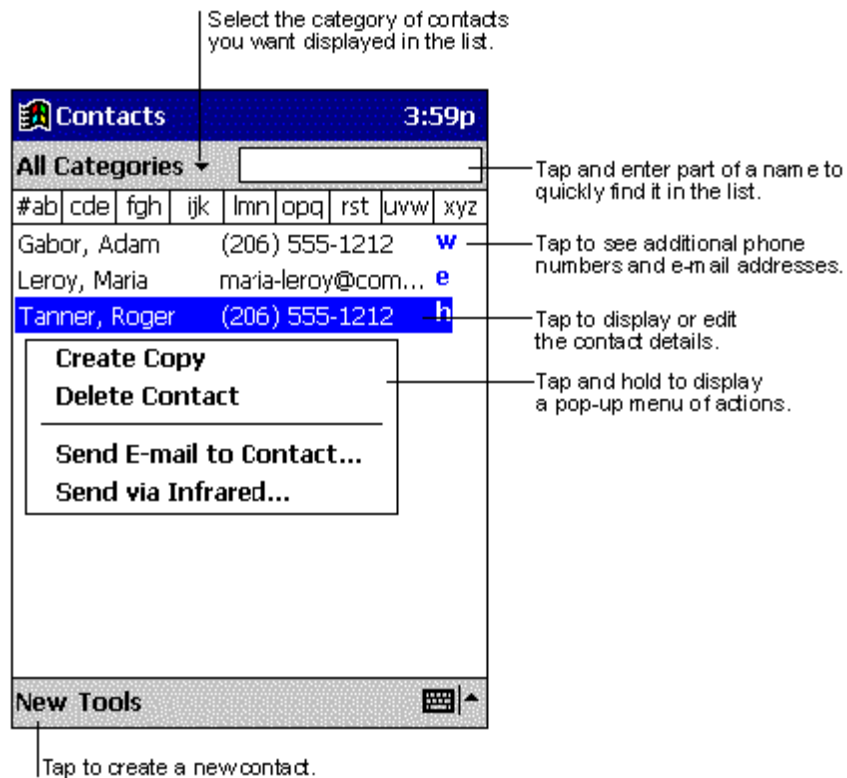 Select the category of contacts
you want displayed in the list.
Contacts 3:59p
All Categories
Tap and enter part of a name to
quickly find it in the list.
#ab cde fgh ijk lmn opq rst uvw xyz
Gabor, Adam (206) 555-1212 w
Tap to see additional phone
numbers and e-mail addresses.
Leroy, Maria maria-leroy@com... e
Tanner, Roger (206) 555-1212 h
Tap to display or edit
the contact details.
Create Copy
Delete Contact
Send E-mail to Contact...
Send via Infrared...
Tap and hold to display
a pop-up menu of actions.
New Tools
Tap to create a new contact.